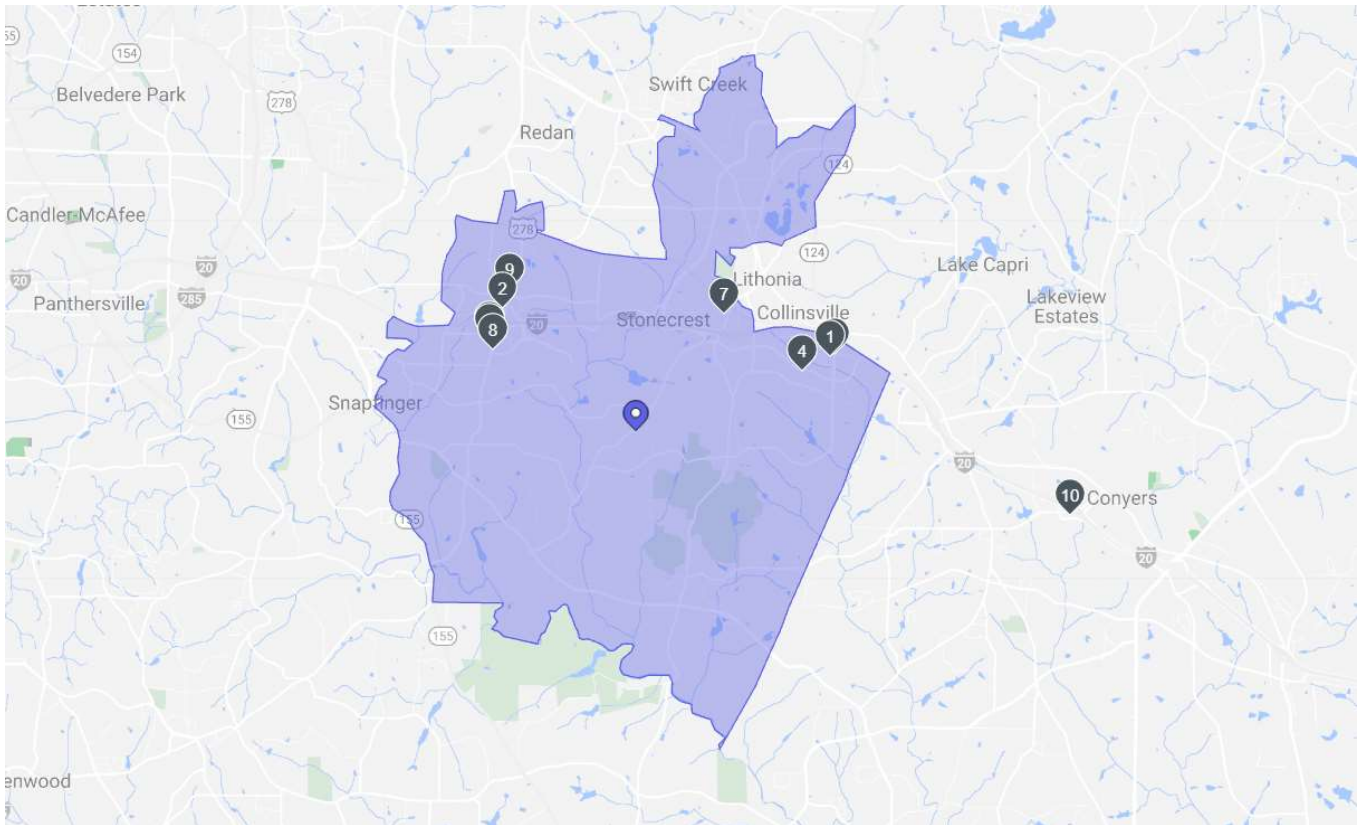 Estates
155
154
Belvedere Park
278
Swift Creek
Redan
124
Candler-McAfee
278
124
20
20
9
Lake Capri
Lithonia
Panthersville
285
2
7
Lakeview
Estates
Collinsville
Stonecrest
20
8
1
4
Snapfinger
155
20
10
Conyers
155
20
155
enwood